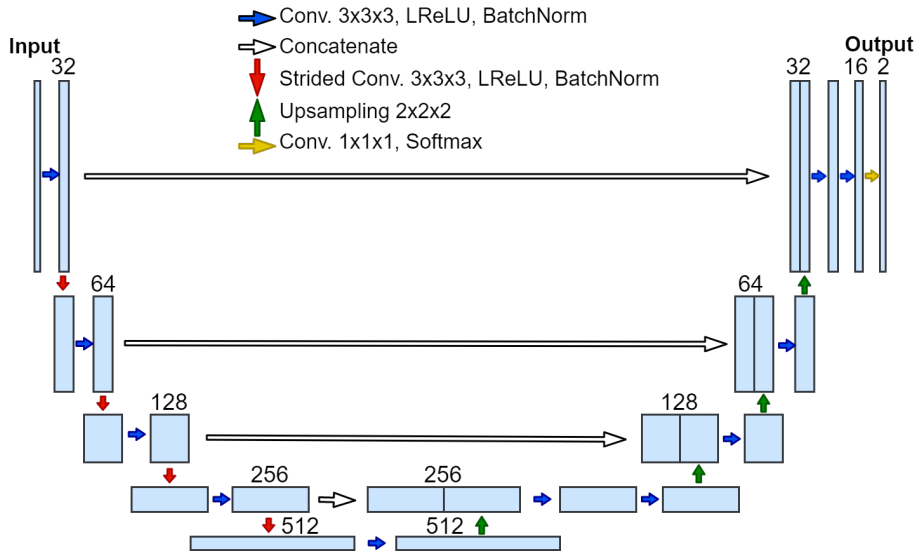 Conv. 3x3x3, LReLU, BatchNorm
Concatenate
Strided Conv. 3x3x3, LReLU, BatchNorm
Upsampling 2x2x2
Conv. 1x1x1, Softmax
Input
Output
32
32
16
2
64
64
128
128
256
256
512
512